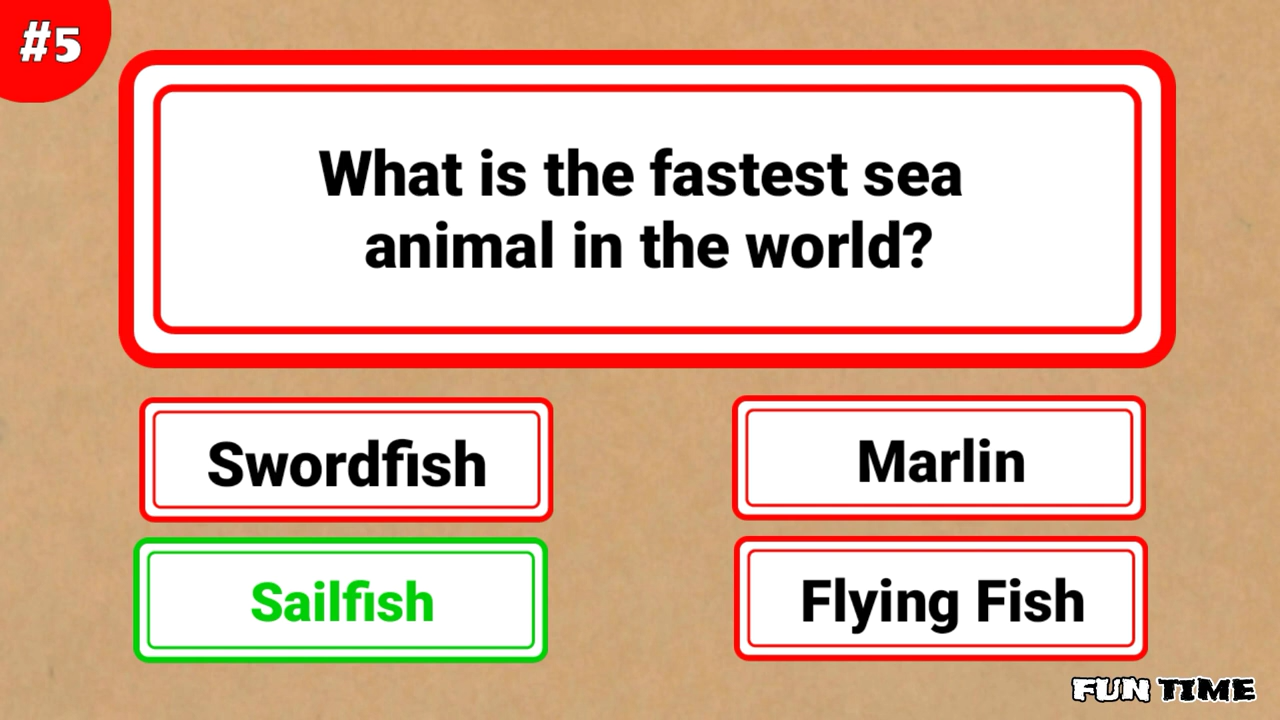 #5
What is the fastest sea
animal in the world?
Swordfish
Marlin
Sailfish
Flying Fish
FUN TIME